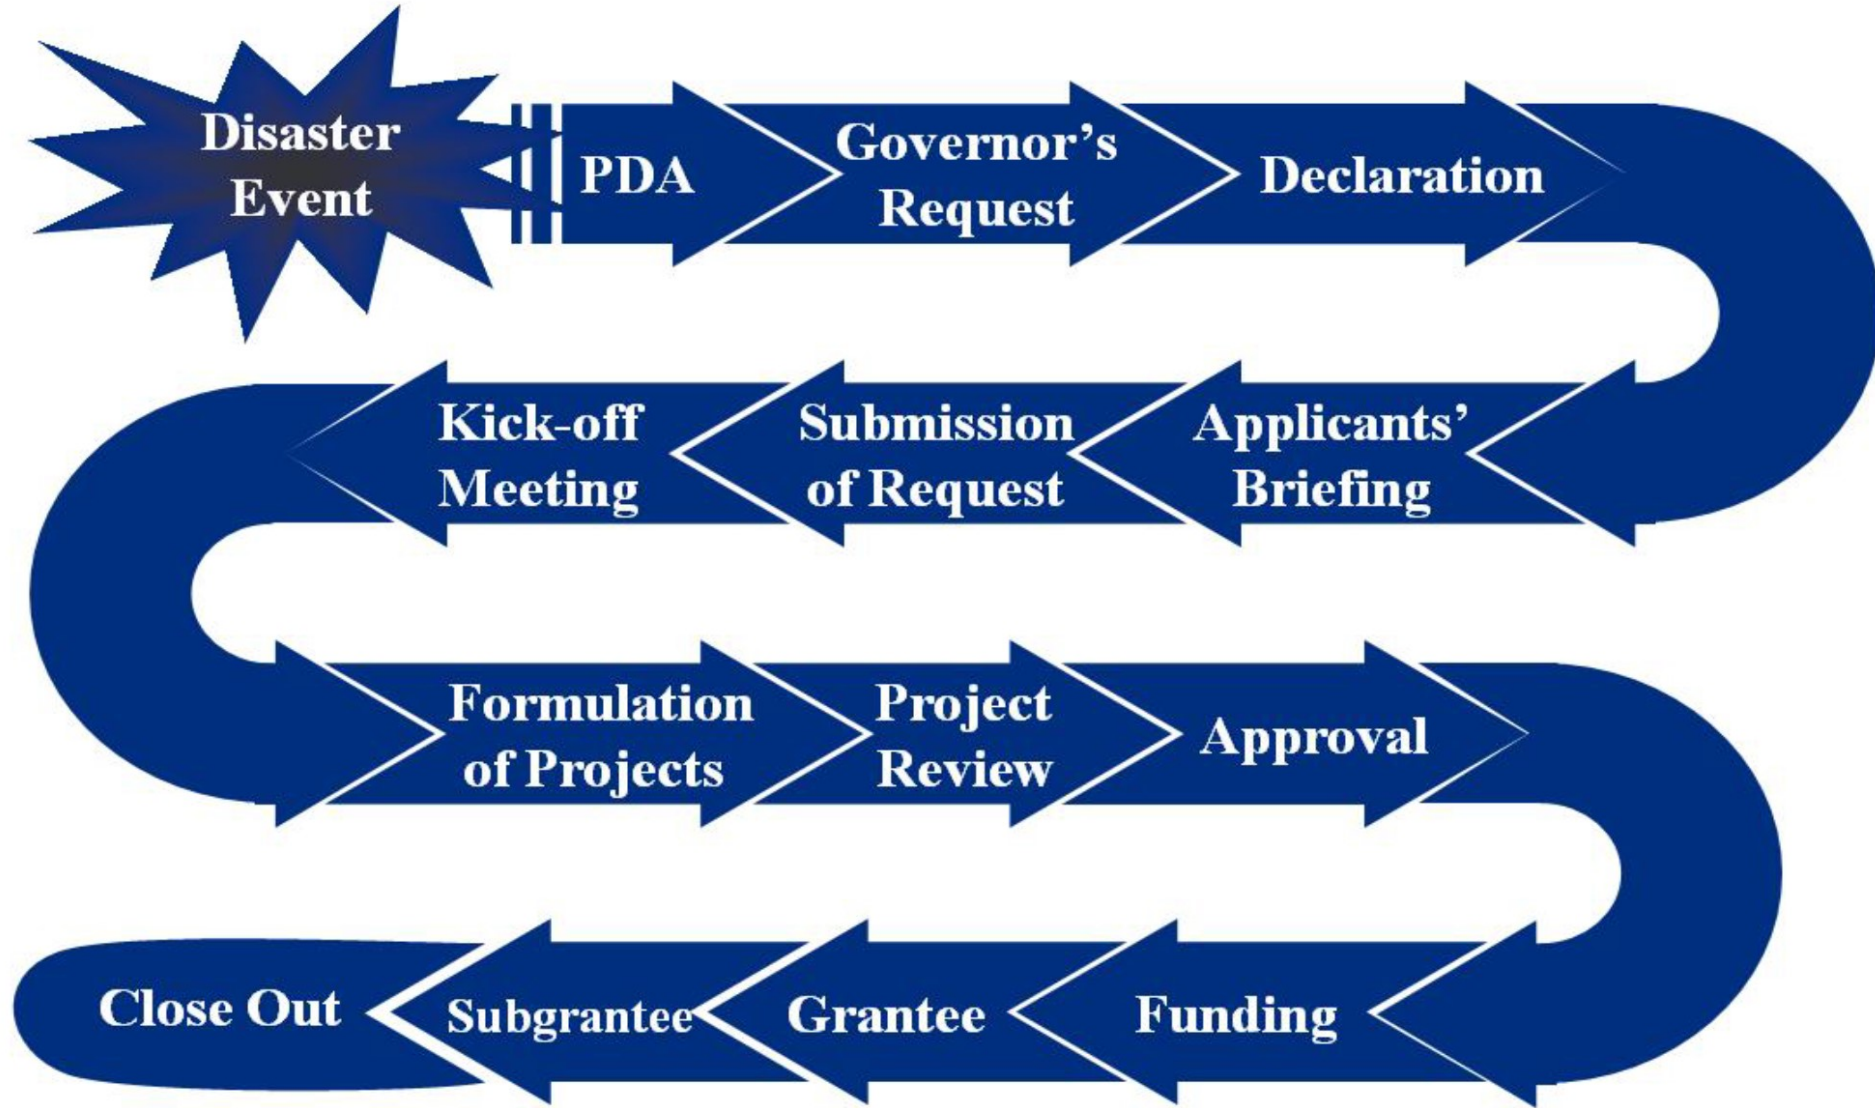 Disaster
Event
PDA
Governor's
Request
Declaration
Applicants'
Briefing
Submission
of Request
Kick-off
Meeting
Formulation
of Projects
Project
Review
Approval
Funding
Grantee
Subgrantee
Close Out